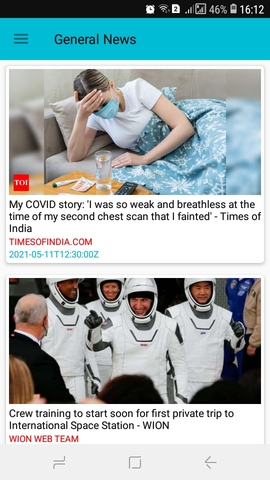 2 46% 16:12
General News
TOI
My COVID story: 'I was so weak and breathless at the
time of my second chest scan that I fainted' - Times of
India
TIMESOFINDIA.COM
2021-05-11T12:30:00Z
Crew training to start soon for first private trip to
International Space Station - WION
WION WEB TEAM